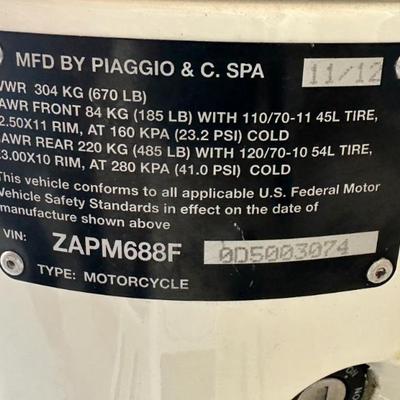 MFD BY PIAGGIO & C. SPA 11/12
VWR 304 KG (670 LB)
AWR FRONT 84 KG (185 LB) WITH 110/70-11 45L TIRE,
2.50X11 RIM, AT 160 KPA (23.2 PSI) COLD
AWR REAR 220 KG (485 LB) WITH 120/70-10 54L TIRE,
3.00X10 RIM, AT 280 KPA (41.0 PSI) COLD
This vehicle conforms to all applicable U.S. Federal Motor
Vehicle Safety Standards in effect on the date of
manufacture shown above
VIN: ZAPM688F 0D5003074
TYPE: MOTORCYCLE